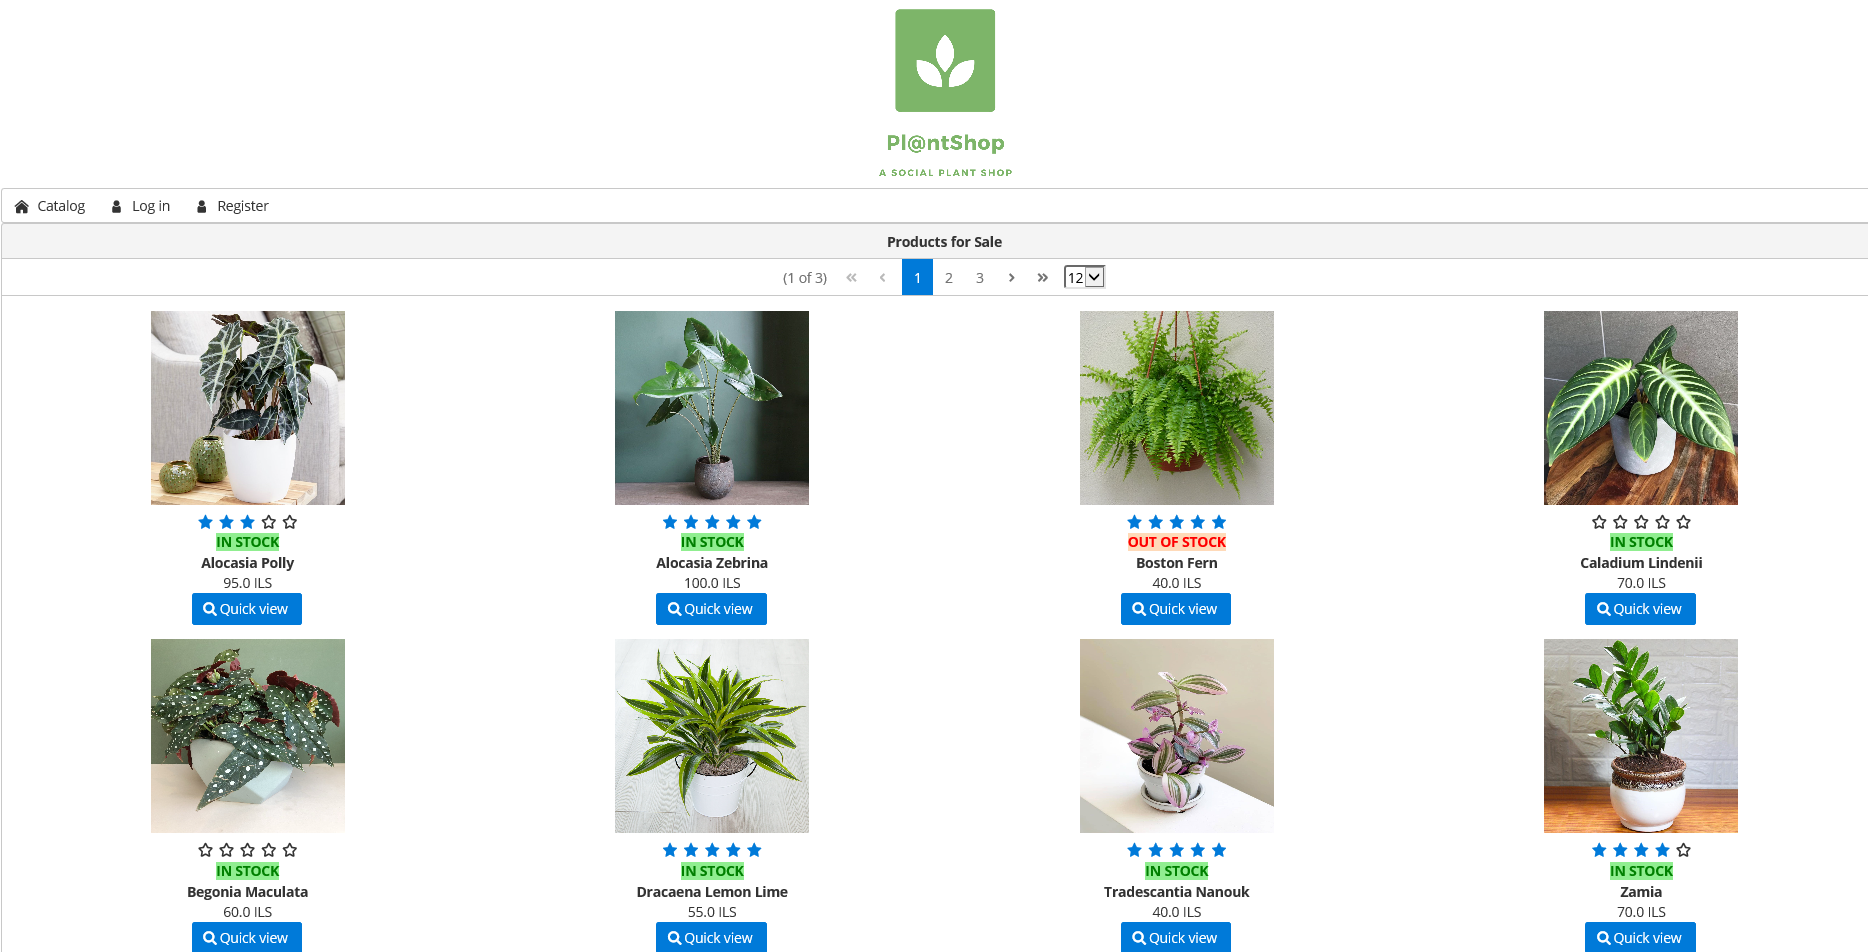 Pl@ntShop
A SOCIAL PLANT SHOP
Catalog Log in Register
Products for Sale
(1 of 3) « ‹ 1 2 3 › » 12
IN STOCK IN STOCK OUT OF STOCK IN STOCK
Alocasia Polly Alocasia Zebrina Boston Fern Caladium Lindenii
95.0 ILS 100.0 ILS 40.0 ILS 70.0 ILS
Quick view Quick view Quick view Quick view
IN STOCK IN STOCK IN STOCK IN STOCK
Begonia Maculata Dracaena Lemon Lime Tradescantia Nanouk Zamia
60.0 ILS 55.0 ILS 40.0 ILS 70.0 ILS
Quick view Quick view Quick view Quick view